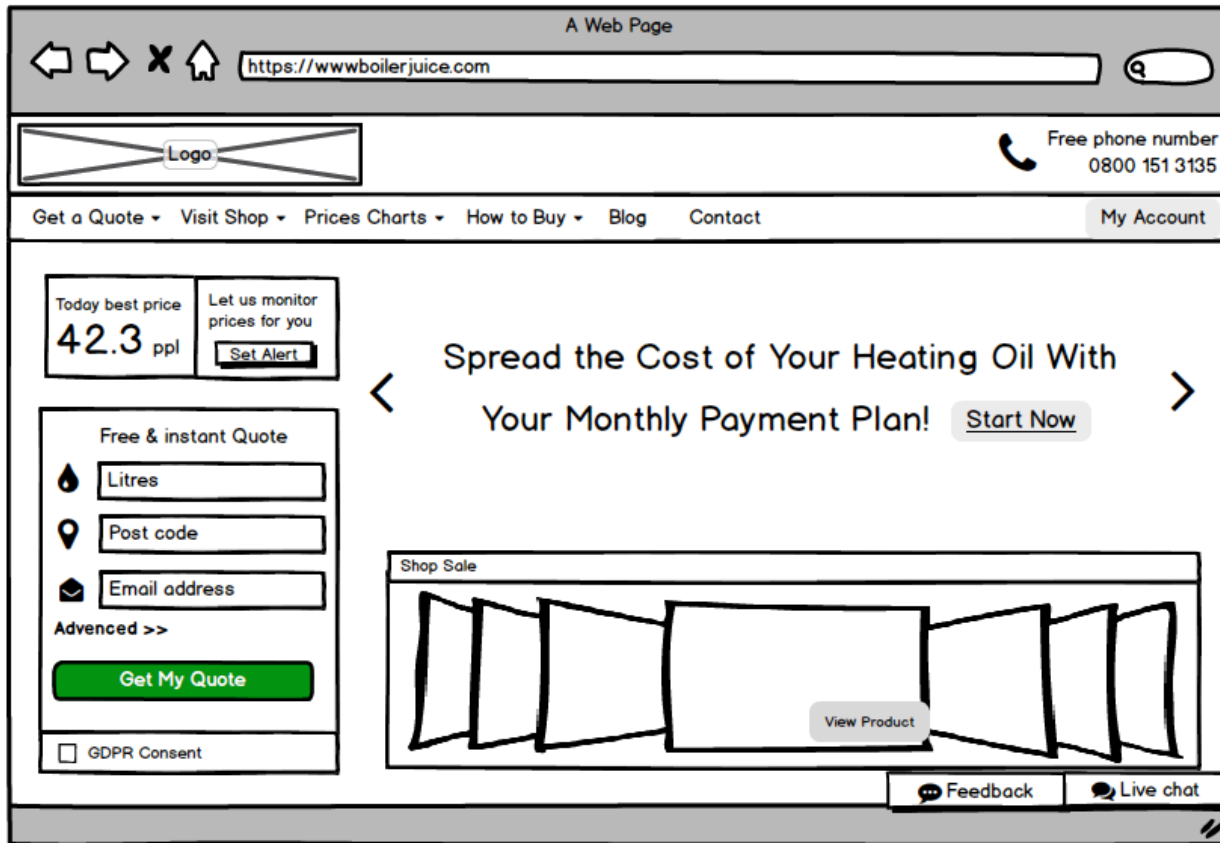 A Web Page
https://wwwboilerjuice.com
Logo
Free phone number
0800 151 3135
Get a Quote Visit Shop Prices Charts How to Buy Blog Contact My Account
Today best price
42.3 ppl
Let us monitor
prices for you
Set Alert
Spread the Cost of Your Heating Oil With
Your Monthly Payment Plan! Start Now
Free & instant Quote
Litres
Post code
Email address
Advenced >>
Get My Quote
GDPR Consent
Shop Sale
View Product
Feedback
Live chat